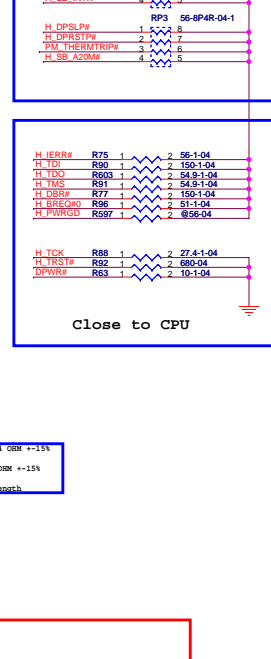 RP3 56-8P4R-04-1
H_DPSLP# 1 8
H_DPRSTP# 2 7
PM_THERMTRIP# 3 6
H_SB_A20M# 4 5
H_IERR# R75 1 2 56-1-04
H_TDI R90 1 2 150-1-04
H_TDO R603 1 2 54.9-1-04
H_TMS R91 1 2 54.9-1-04
H_DBR# R77 1 2 150-1-04
H_BREQ#0 R96 1 2 51-1-04
H_PWRGD R597 1 2 @56-04
H_TCK R88 1 2 27.4-1-04
H_TRST# R92 1 2 680-04
DPWR# R63 1 2 10-1-04
Close to CPU
OHM +-15%
OHM +-15%
ength